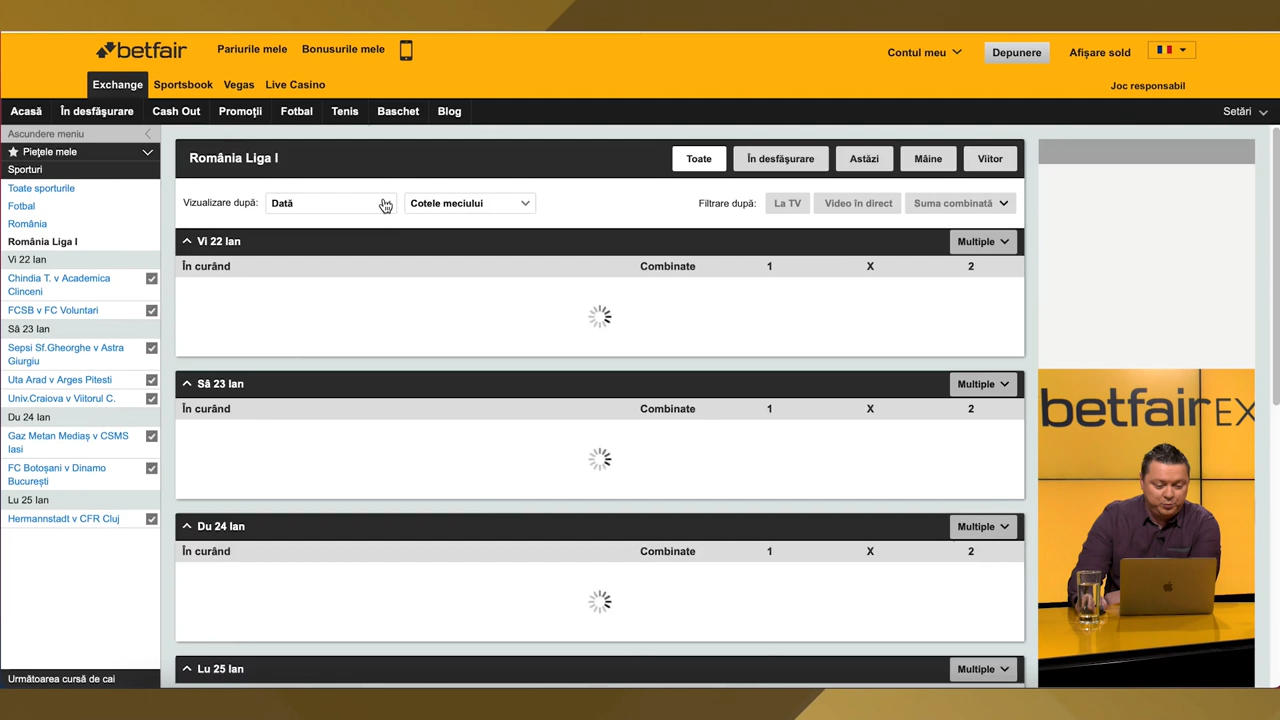 betfair
Pariurile mele
Bonusurile mele
Contul meu
Depunere
Afișare sold
Exchange
Sportsbook
Vegas
Live Casino
Joc responsabil
Acasă
În desfășurare
Cash Out
Promoţii
Fotbal
Tenis
Baschet
Blog
Setări
Ascundere meniu
Pieţele mele
Sporturi
Toate sporturile
Fotbal
România
România Liga I
Vi 22 Ian
Chindia T. v Academica
Clinceni
FCSB v FC Voluntari
Sâ 23 Ian
Sepsi Sf.Gheorghe v Astra
Giurgiu
Uta Arad v Arges Pitesti
Univ.Craiova v Viitorul C.
Du 24 Ian
Gaz Metan Mediaș v CSMS
Iasi
FC Botoșani v Dinamo
București
Lu 25 Ian
Hermannstadt v CFR Cluj
Următoarea cursă de cai
România Liga I
Toate
În desfăşurare
Astăzi
Mâine
Viitor
Vizualizare după:
Dată
Cotele meciului
Filtrare după:
La TV
Video în direct
Suma combinată
Vi 22 Ian
Multiple
În curând
Combinate
1
X
2
Sâ 23 Ian
Multiple
În curând
Combinate
1
X
2
Du 24 Ian
Multiple
În curând
Combinate
1
X
2
Lu 25 Ian
Multiple
betfair EX